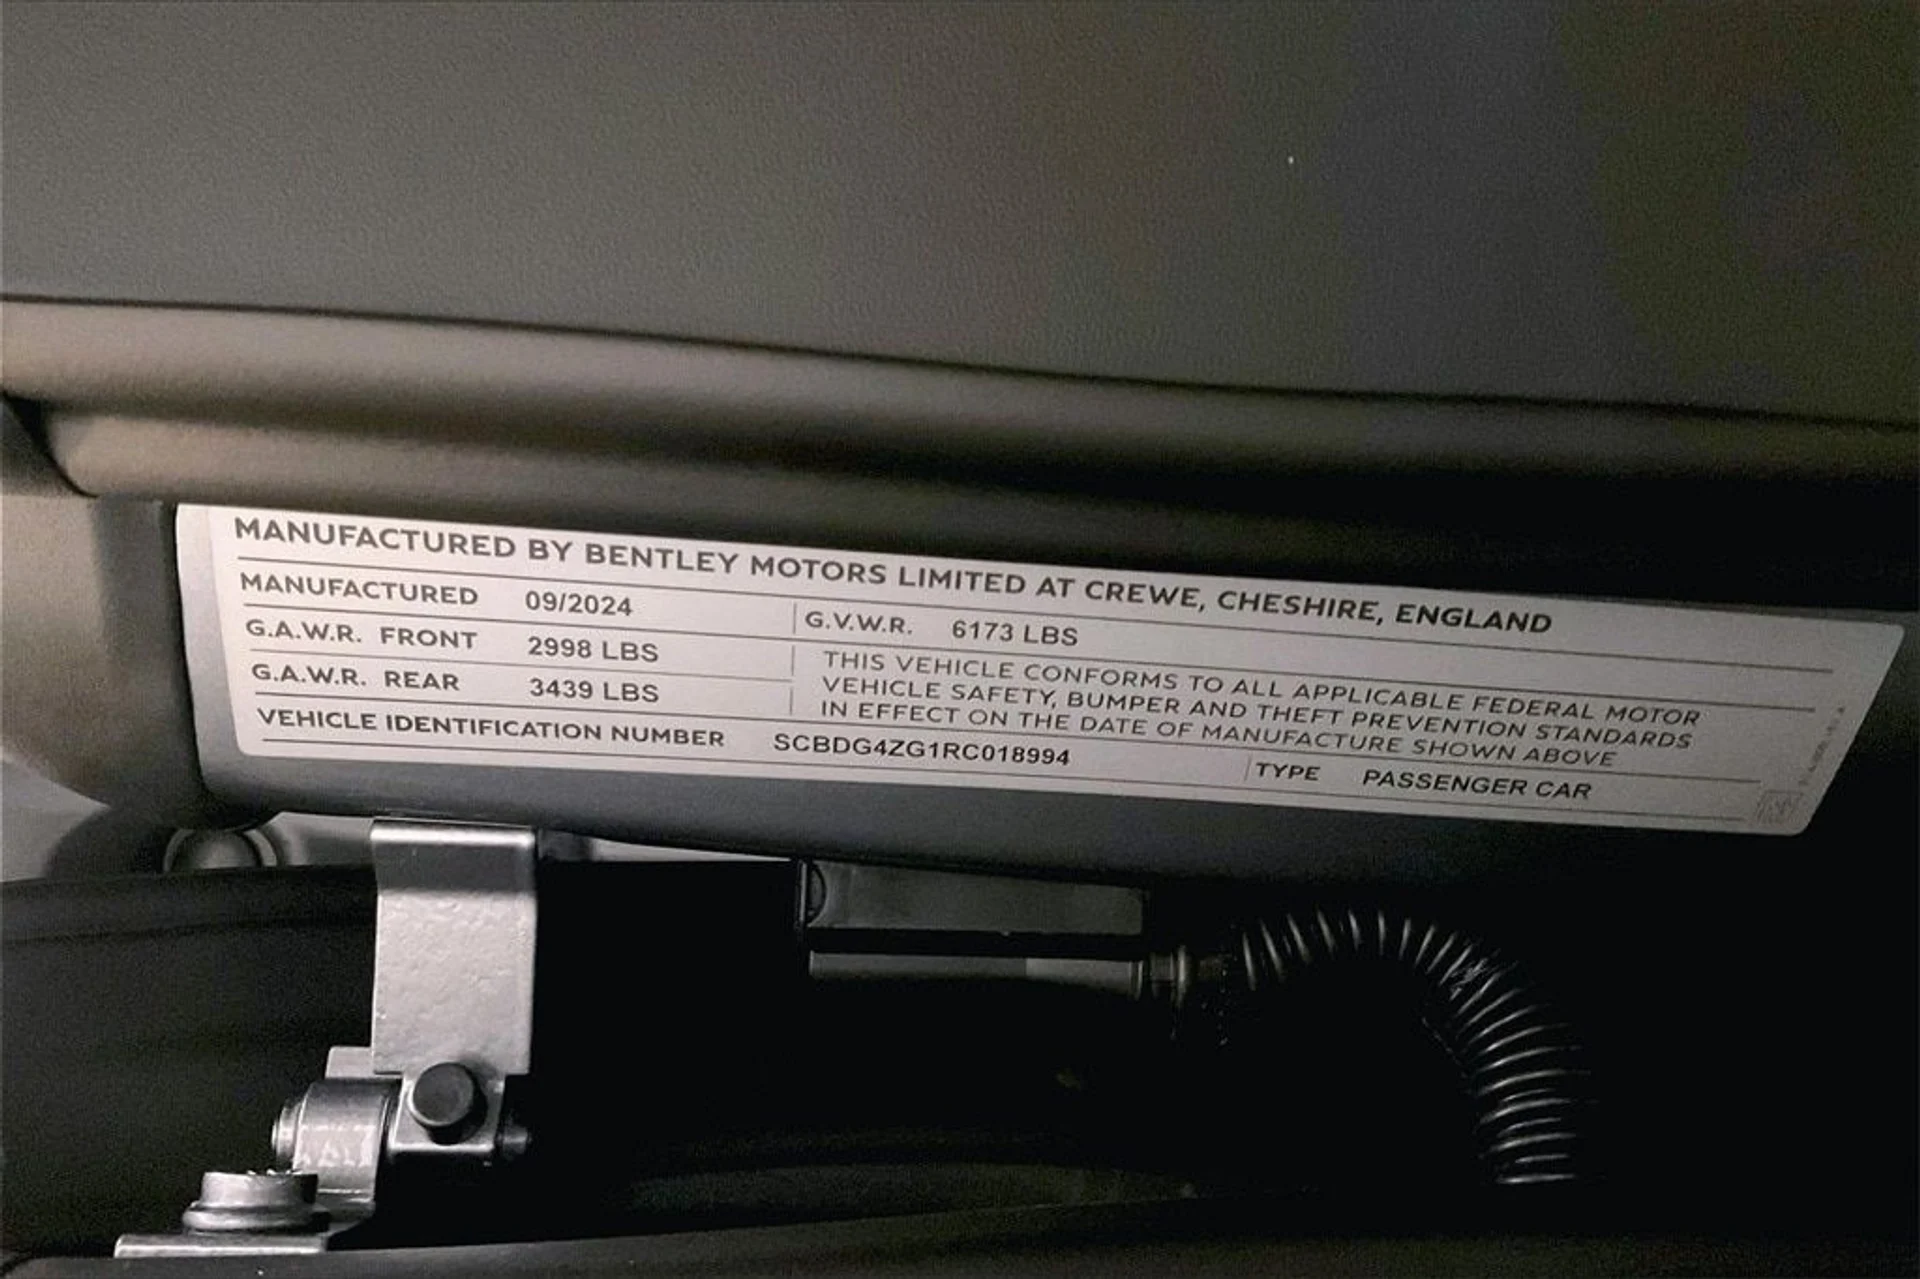 MANUFACTURED BY BENTLEY MOTORS LIMITED AT CREWE, CHESHIRE, ENGLAND
MANUFACTURED 09/2024 G.V.W.R. 6173 LBS
G.A.W.R. FRONT 2998 LBS
G.A.W.R. REAR 3439 LBS
THIS VEHICLE CONFORMS TO ALL APPLICABLE FEDERAL MOTOR
VEHICLE SAFETY, BUMPER AND THEFT PREVENTION STANDARDS
IN EFFECT ON THE DATE OF MANUFACTURE SHOWN ABOVE
VEHICLE IDENTIFICATION NUMBER SCBDG4ZG1RC018994 TYPE PASSENGER CAR